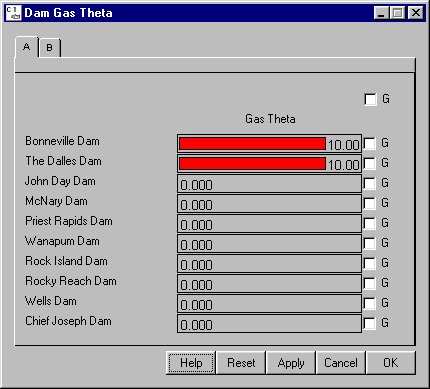 Dam Gas Theta
A B
G
Gas Theta
Bonneville Dam 10.00 G
The Dalles Dam 10.00 G
John Day Dam 0.000 G
McNary Dam 0.000 G
Priest Rapids Dam 0.000 G
Wanapum Dam 0.000 G
Rock Island Dam 0.000 G
Rocky Reach Dam 0.000 G
Wells Dam 0.000 G
Chief Joseph Dam 0.000 G
Help Reset Apply Cancel OK